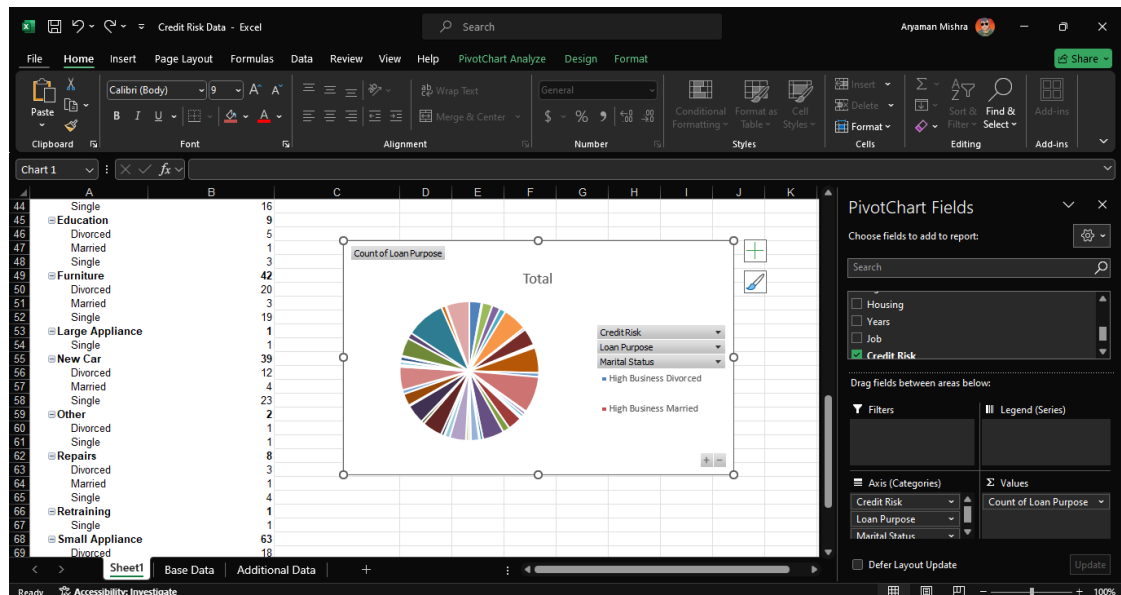 Credit Risk Data - Excel
Search
Aryaman Mishra
File Home Insert Page Layout Formulas Data Review View Help PivotChart Analyze Design Format
Share
Paste
Calibri (Body) 9 A^ A˅
B I U
A
Wrap Text
Merge & Center
General
$ % 9
Conditional Formatting
Format as Table
Cell Styles
Insert
Delete
Format
Sort & Filter
Find & Select
Add-ins
Clipboard Font Alignment Number Styles Cells Editing Add-ins
Chart 1 fx
A B C D E F G H I J K
44 Single 16
45 Education 9
46 Divorced 5
47 Married 1
48 Single 3
49 Furniture 42
50 Divorced 20
51 Married 3
52 Single 19
53 Large Appliance 1
54 Single 1
55 New Car 39
56 Divorced 12
57 Married 4
58 Single 23
59 Other 2
60 Divorced 1
61 Single 1
62 Repairs 8
63 Divorced 3
64 Married 1
65 Single 4
66 Retraining 1
67 Single 1
68 Small Appliance 63
69 Divorced 18
Count of Loan Purpose
Total
Credit Risk
Loan Purpose
Marital Status
High Business Divorced
High Business Married
+ -
PivotChart Fields
Choose fields to add to report:
Search
Housing
Years
Job
Credit Risk
Drag fields between areas below:
Filters
Legend (Series)
Axis (Categories)
Σ Values
Credit Risk
Loan Purpose
Marital Status
Count of Loan Purpose
Defer Layout Update
Update
Sheet1 Base Data Additional Data +
Ready Accessibility: Investigate
100%